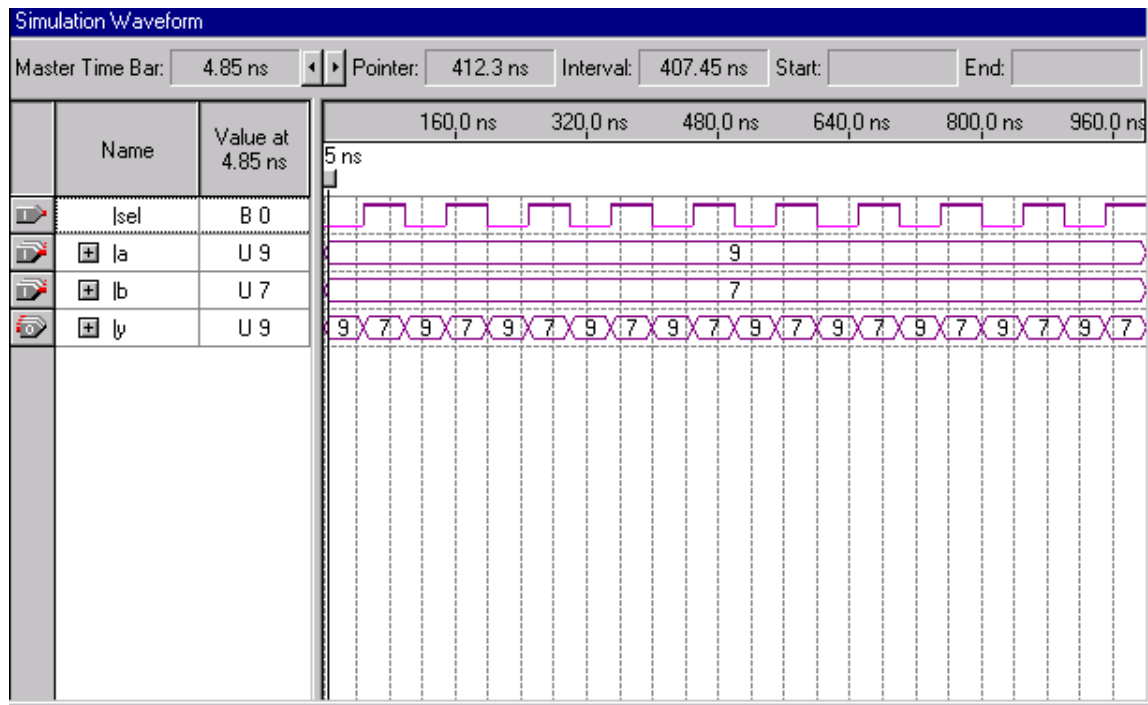 Simulation Waveform
Master Time Bar: 4.85 ns Pointer: 412.3 ns Interval: 407.45 ns Start: End:
Name Value at 4.85 ns 160.0 ns 320.0 ns 480.0 ns 640.0 ns 800.0 ns 960.0 ns
5 ns
sel B 0
a U 9 9
b U 7 7
y U 9 9 7 9 7 9 7 9 7 9 7 9 7 9 7 9 7 9 7 9 7